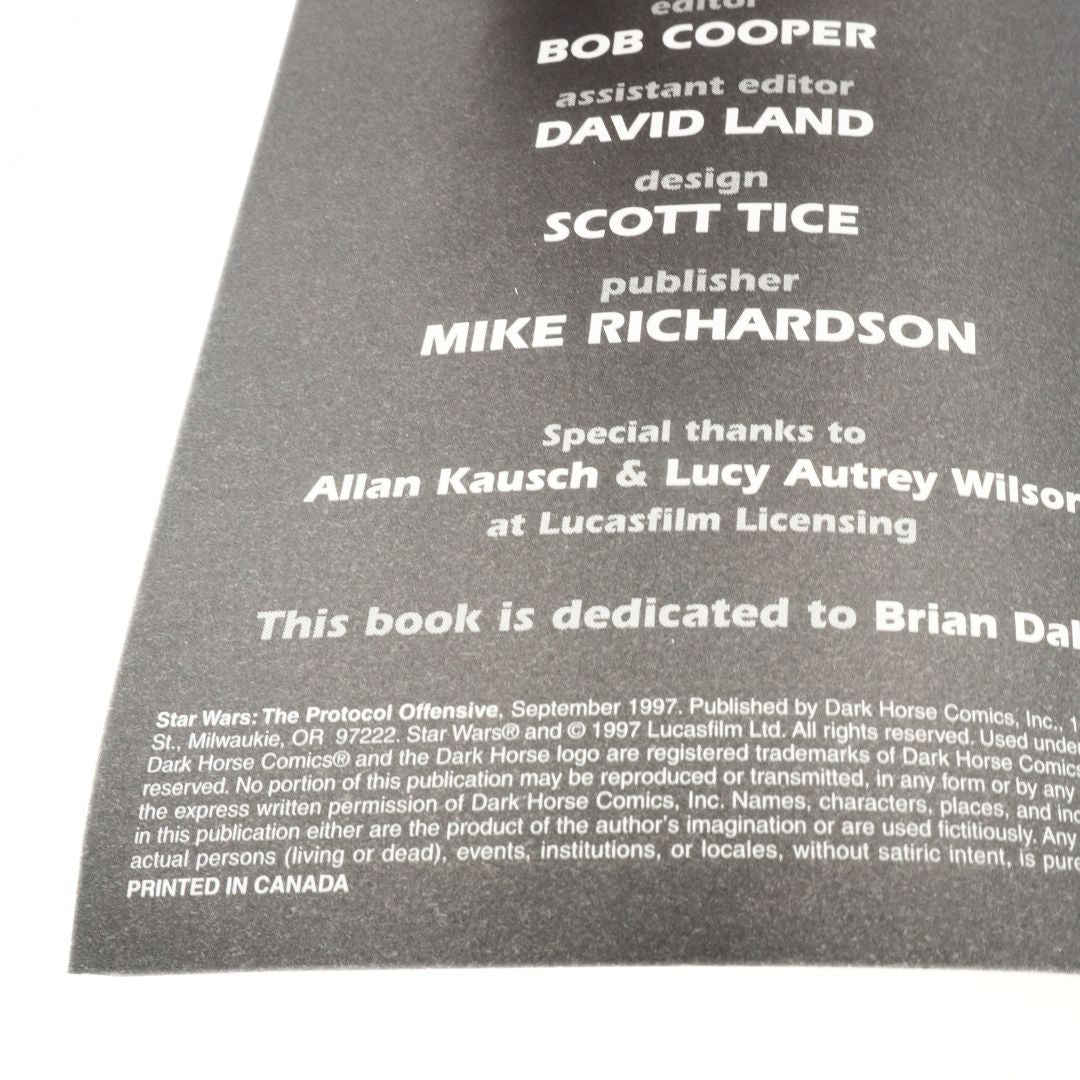 editor
BOB COOPER
assistant editor
DAVID LAND
design
SCOTT TICE
publisher
MIKE RICHARDSON
Special thanks to
Allan Kausch & Lucy Autrey Wilson
at Lucasfilm Licensing
This book is dedicated to Brian
Star Wars: The Protocol Offensive, September 1997. Published by Dark Horse Comics, Inc.,
St., Milwaukie, OR 97222. Star Wars® and © 1997 Lucasfilm Ltd. All rights reserved. Used
Dark Horse Comics® and the Dark Horse logo are registered trademarks of Dark Horse Comics
reserved. No portion of this publication may be reproduced or transmitted, in any form or by any
the express written permission of Dark Horse Comics, Inc. Names, characters, places, and
in this publication either are the product of the author's imagination or are used fictitiously. Any
actual persons (living or dead), events, institutions, or locales, without satiric intent, is
PRINTED IN CANADA